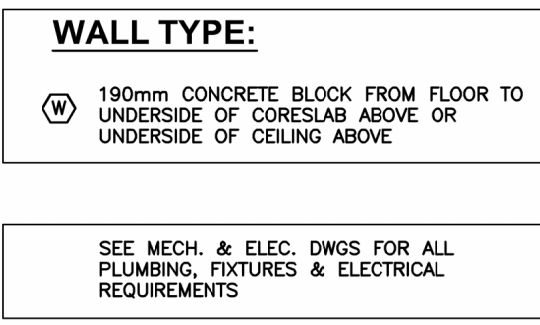 WALL TYPE:
W
190mm CONCRETE BLOCK FROM FLOOR TO
UNDERSIDE OF CORESLAB ABOVE OR
UNDERSIDE OF CEILING ABOVE
SEE MECH. & ELEC. DWGS FOR ALL
PLUMBING, FIXTURES & ELECTRICAL
REQUIREMENTS